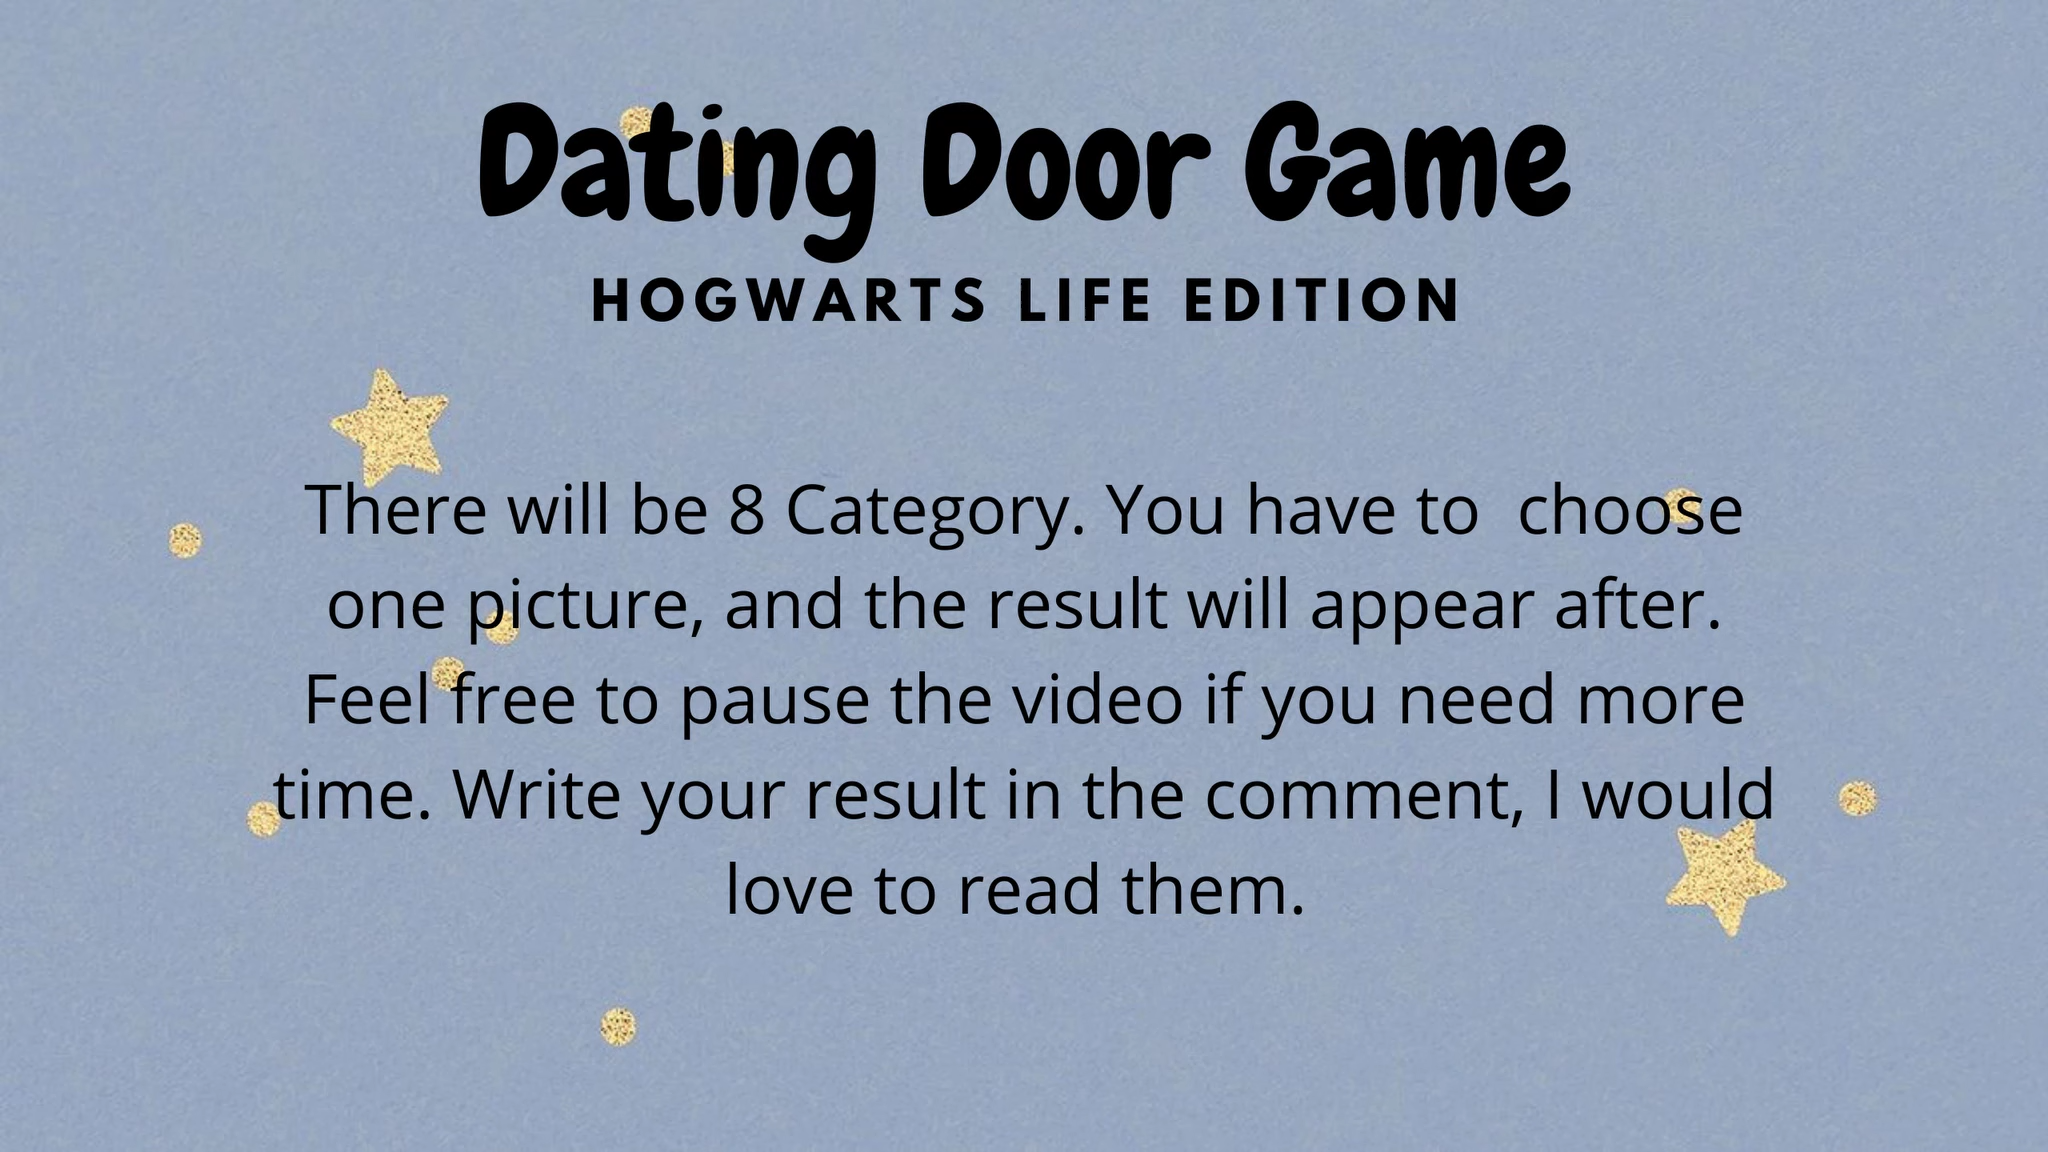 Dating Door Game
HOGWARTS LIFE EDITION
There will be 8 Category. You have to  choose
one picture, and the result will appear after.
Feel free to pause the video if you need more
time. Write your result in the comment, I would
love to read them.